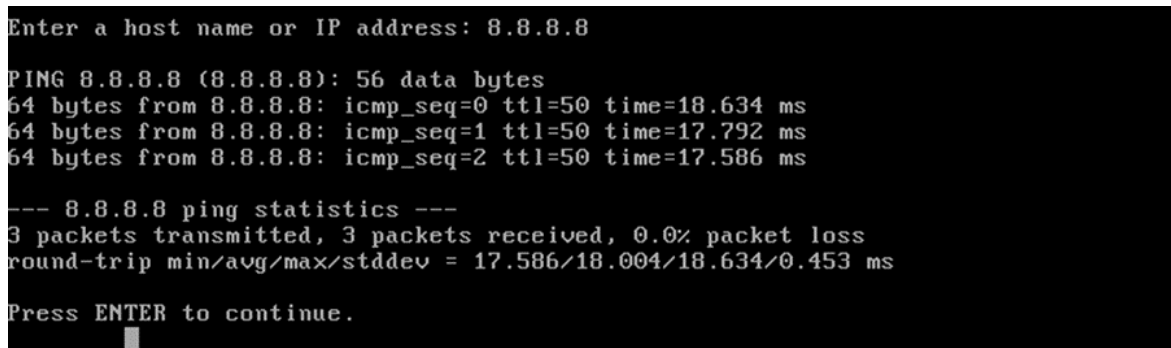 Enter a host name or IP address: 8.8.8.8
PING 8.8.8.8 (8.8.8.8): 56 data bytes
64 bytes from 8.8.8.8: icmp_seq=0 ttl=50 time=18.634 ms
64 bytes from 8.8.8.8: icmp_seq=1 ttl=50 time=17.792 ms
64 bytes from 8.8.8.8: icmp_seq=2 ttl=50 time=17.586 ms
--- 8.8.8.8 ping statistics ---
3 packets transmitted, 3 packets received, 0.0% packet loss
round-trip min/avg/max/stddev = 17.586/18.004/18.634/0.453 ms
Press ENTER to continue.